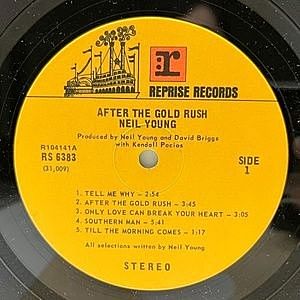 r:
REPRISE RECORDS
AFTER THE GOLD RUSH
NEIL YOUNG
Produced by Neil Young and David Briggs
with Kendall Pacios
R104141A
RS 6383
(31,009)
SIDE
1
1. TELL ME WHY – 2:54
2. AFTER THE GOLD RUSH – 3:45
3. ONLY LOVE CAN BREAK YOUR HEART – 3:05
4. SOUTHERN MAN – 5:41
5. TILL THE MORNING COMES – 1:17
All selections written by Neil Young
STEREO